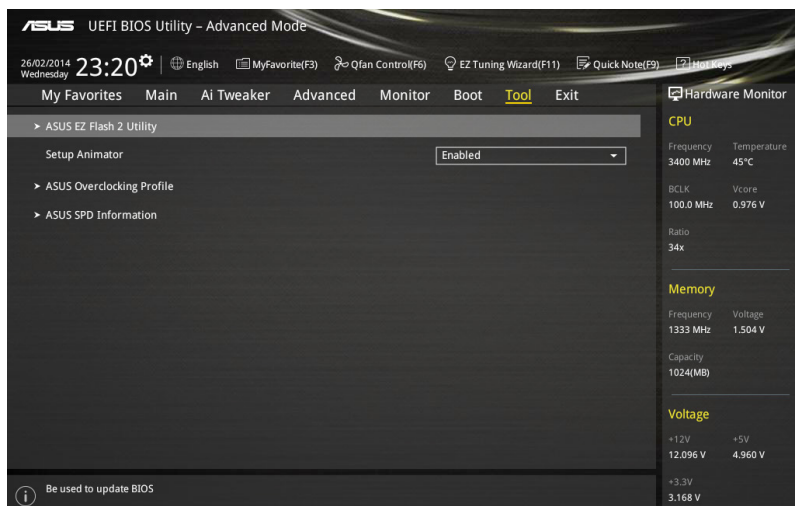 ASUS UEFI BIOS Utility – Advanced Mode
26/02/2014 Wednesday 23:20 English MyFavorite(F3) Qfan Control(F6) EZ Tuning Wizard(F11) Quick Note(F9) ? Hot Keys
My Favorites Main Ai Tweaker Advanced Monitor Boot Tool Exit
Hardware Monitor
> ASUS EZ Flash 2 Utility
Setup Animator Enabled
> ASUS Overclocking Profile
> ASUS SPD Information
CPU
Frequency Temperature
3400 MHz 45°C
BCLK Vcore
100.0 MHz 0.976 V
Ratio
34x
Memory
Frequency Voltage
1333 MHz 1.504 V
Capacity
1024(MB)
Voltage
+12V +5V
12.096 V 4.960 V
+3.3V
3.168 V
i Be used to update BIOS